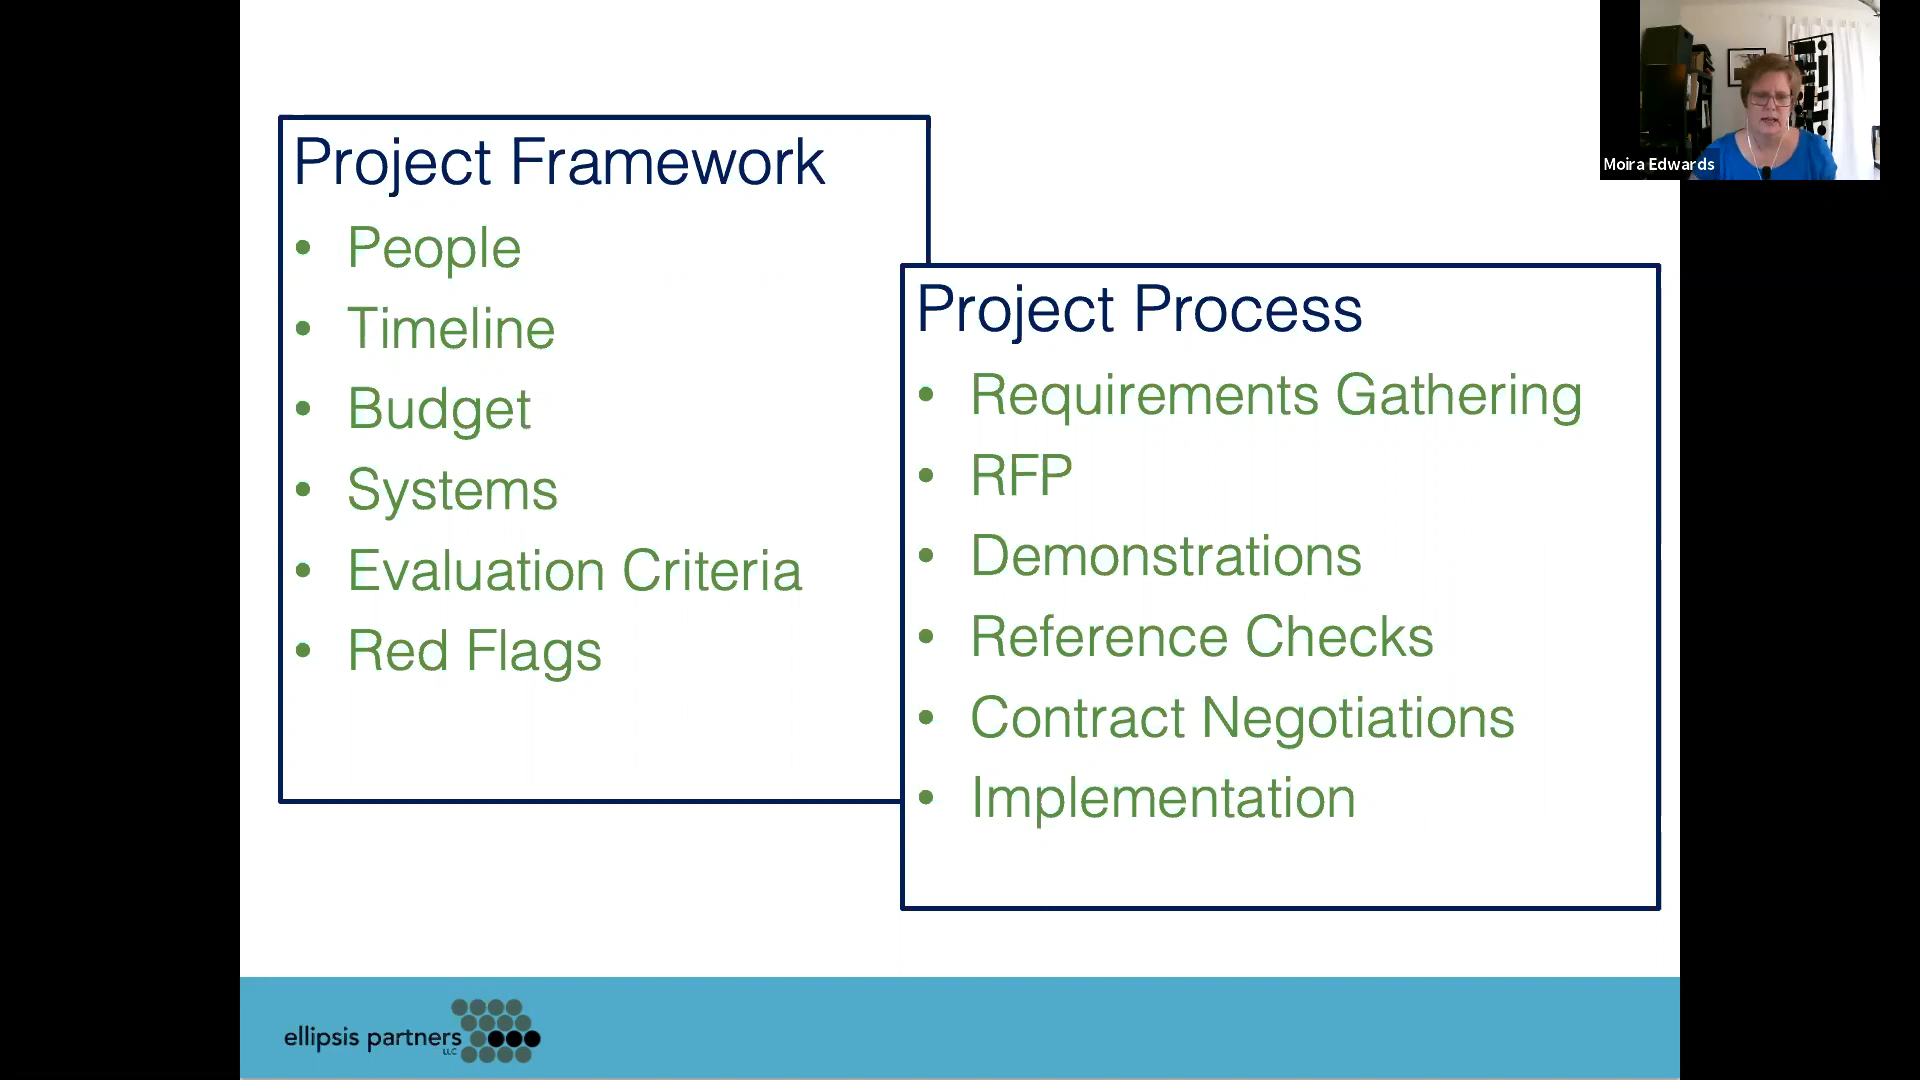 Project Framework
• People
• Timeline
• Budget
• Systems
• Evaluation Criteria
• Red Flags
Project Process
• Requirements Gathering
• RFP
• Demonstrations
• Reference Checks
• Contract Negotiations
• Implementation
Moira Edwards
ellipsis partners
LLC